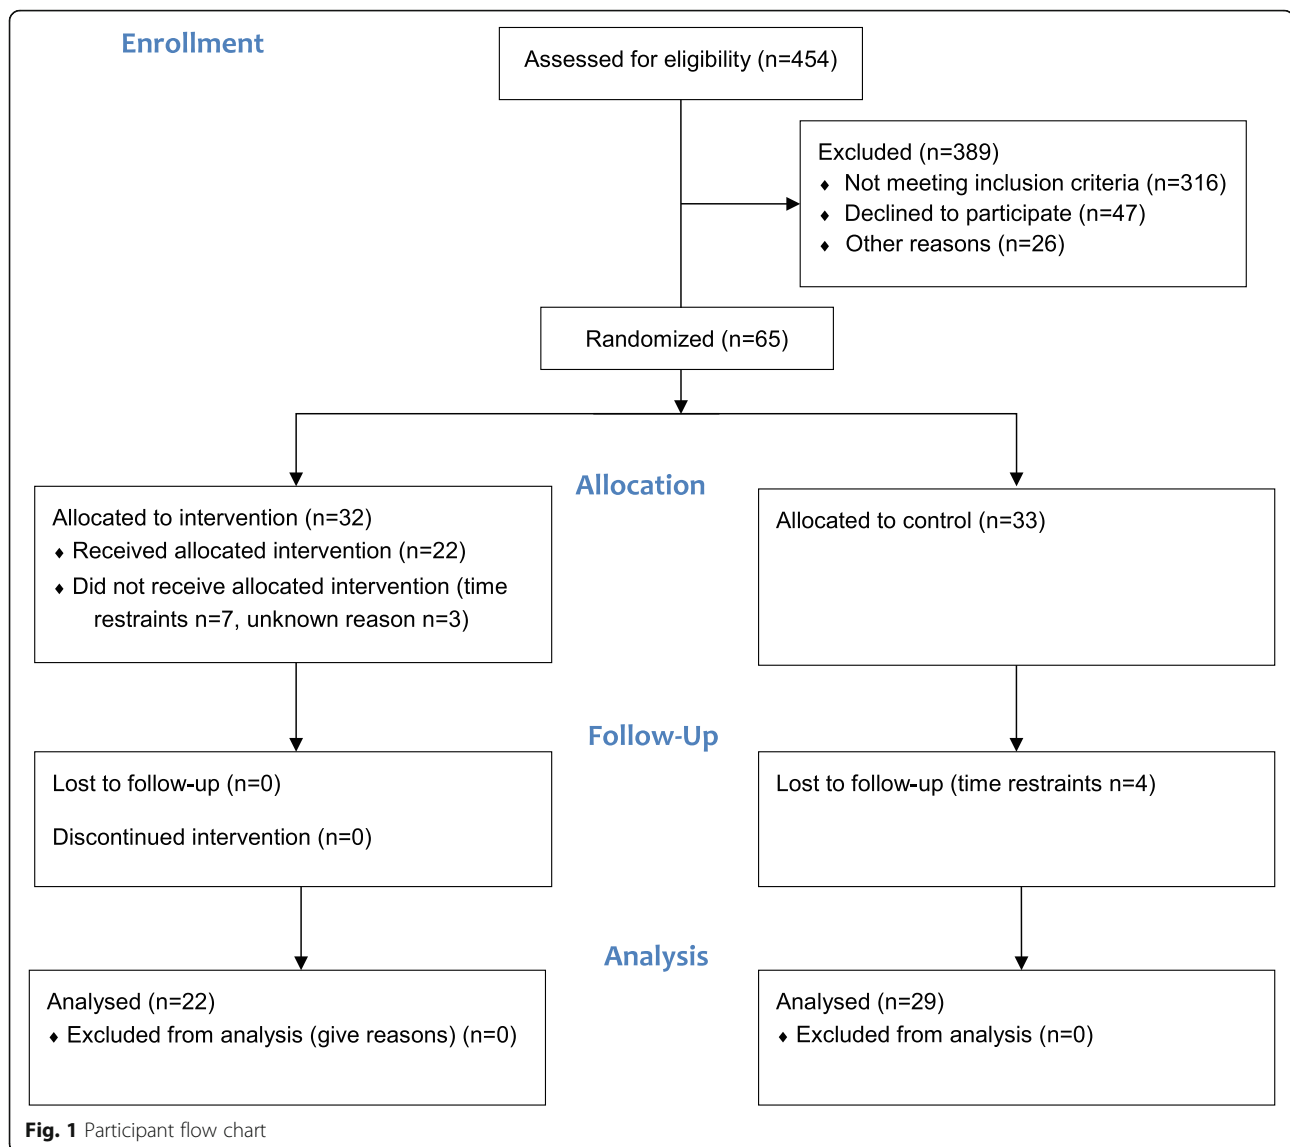 Enrollment
Assessed for eligibility (n=454)
Excluded (n=389)
♦ Not meeting inclusion criteria (n=316)
♦ Declined to participate (n=47)
♦ Other reasons (n=26)
Randomized (n=65)
Allocation
Allocated to intervention (n=32)
♦ Received allocated intervention (n=22)
♦ Did not receive allocated intervention (time
restraints n=7, unknown reason n=3)
Allocated to control (n=33)
Follow-Up
Lost to follow-up (n=0)
Discontinued intervention (n=0)
Lost to follow-up (time restraints n=4)
Analysis
Analysed (n=22)
♦ Excluded from analysis (give reasons) (n=0)
Analysed (n=29)
♦ Excluded from analysis (n=0)
Fig. 1 Participant flow chart